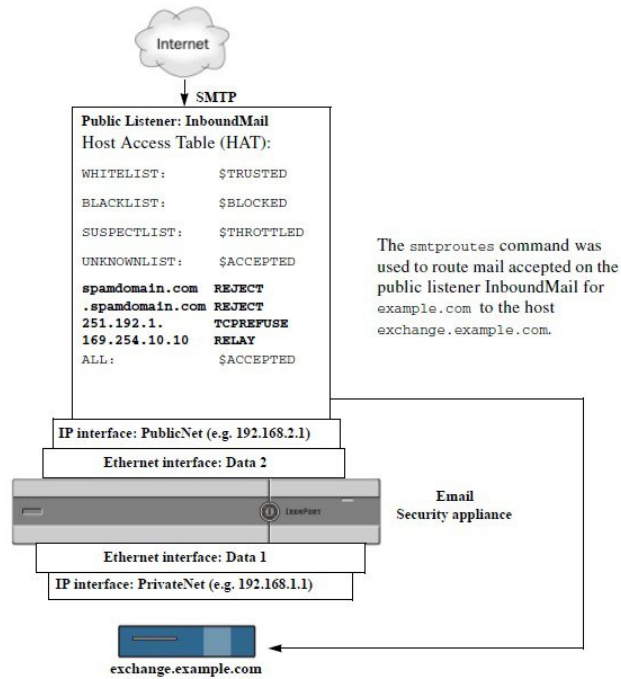 Internet
SMTP
Public Listener: InboundMail
Host Access Table (HAT):
WHITELIST: $TRUSTED
BLACKLIST: $BLOCKED
SUSPECTLIST: $THROTTLED
UNKNOWNLIST: $ACCEPTED
spamdomain.com REJECT
.spamdomain.com REJECT
251.192.1. TCPREFUSE
169.254.10.10 RELAY
ALL: $ACCEPTED
The smtproutes command was
used to route mail accepted on the
public listener InboundMail for
example.com to the host
exchange.example.com.
IP interface: PublicNet (e.g. 192.168.2.1)
Ethernet interface: Data 2
IRONPORT
Email
Security appliance
Ethernet interface: Data 1
IP interface: PrivateNet (e.g. 192.168.1.1)
exchange.example.com